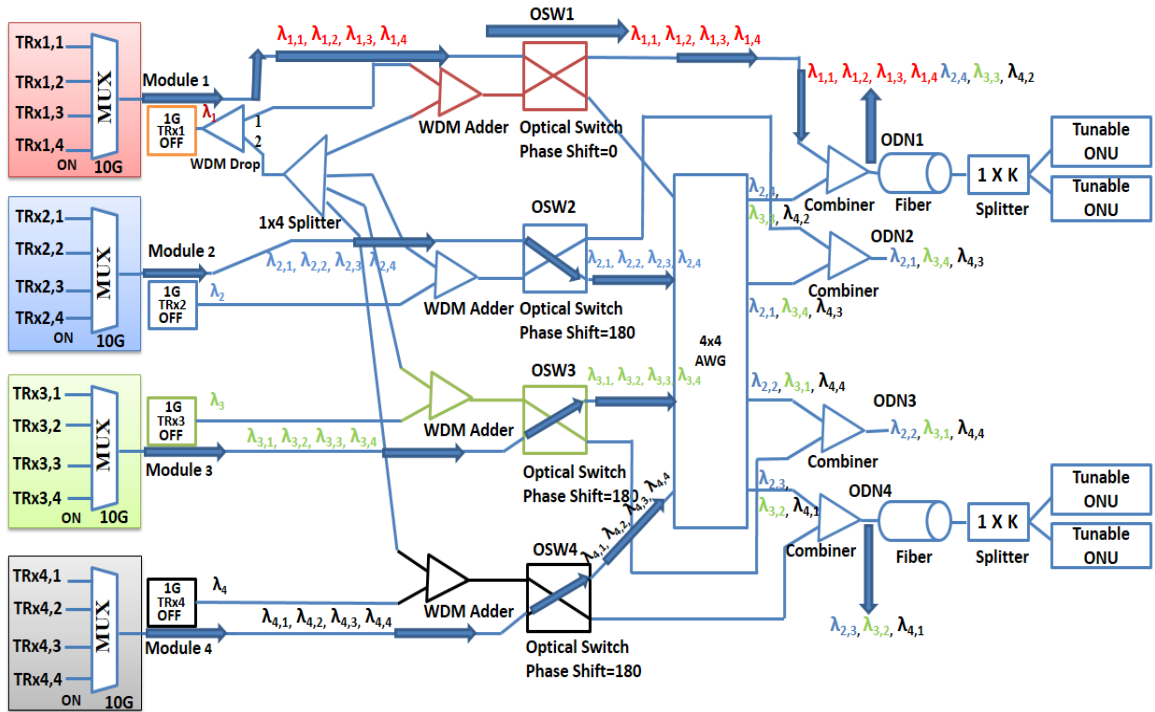 OSW1
TRx1,1
TRx1,2
TRx1,3
TRx1,4
MUX
ON 10G
Module 1
λ1,1, λ1,2, λ1,3, λ1,4
λ1,1, λ1,2, λ1,3, λ1,4
λ1,1, λ1,2, λ1,3, λ1,4 λ2,4, λ3,3, λ4,2
1G
TRx1
OFF
λ1
1
2
WDM Drop
WDM Adder
Optical Switch
Phase Shift=0
1x4 Splitter
ODN1
Combiner
Fiber
1 X K
Splitter
Tunable
ONU
Tunable
ONU
λ2,4,
λ3,3, λ4,2
TRx2,1
TRx2,2
TRx2,3
TRx2,4
MUX
ON 10G
Module 2
1G
TRx2
OFF
λ2
λ2,1, λ2,2, λ2,3, λ2,4
OSW2
λ2,1, λ2,2, λ2,3, λ2,4
WDM Adder
Optical Switch
Phase Shift=180
ODN2
λ2,1, λ3,4, λ4,3
Combiner
λ2,1, λ3,4, λ4,3
4x4
AWG
TRx3,1
TRx3,2
TRx3,3
TRx3,4
MUX
ON 10G
1G
TRx3
OFF
λ3
Module 3
λ3,1, λ3,2, λ3,3, λ3,4
OSW3
λ3,1, λ3,2, λ3,3, λ3,4
WDM Adder
Optical Switch
Phase Shift=180
λ2,2, λ3,1, λ4,4
ODN3
λ2,2, λ3,1, λ4,4
Combiner
TRx4,1
TRx4,2
TRx4,3
TRx4,4
MUX
ON 10G
1G
TRx4
OFF
λ4
Module 4
λ4,1, λ4,2, λ4,3, λ4,4
OSW4
λ4,1, λ4,2, λ4,3, λ4,4
WDM Adder
Optical Switch
Phase Shift=180
λ2,3,
λ3,2, λ4,1
ODN4
Combiner
Fiber
1 X K
Splitter
Tunable
ONU
Tunable
ONU
λ2,3, λ3,2, λ4,1